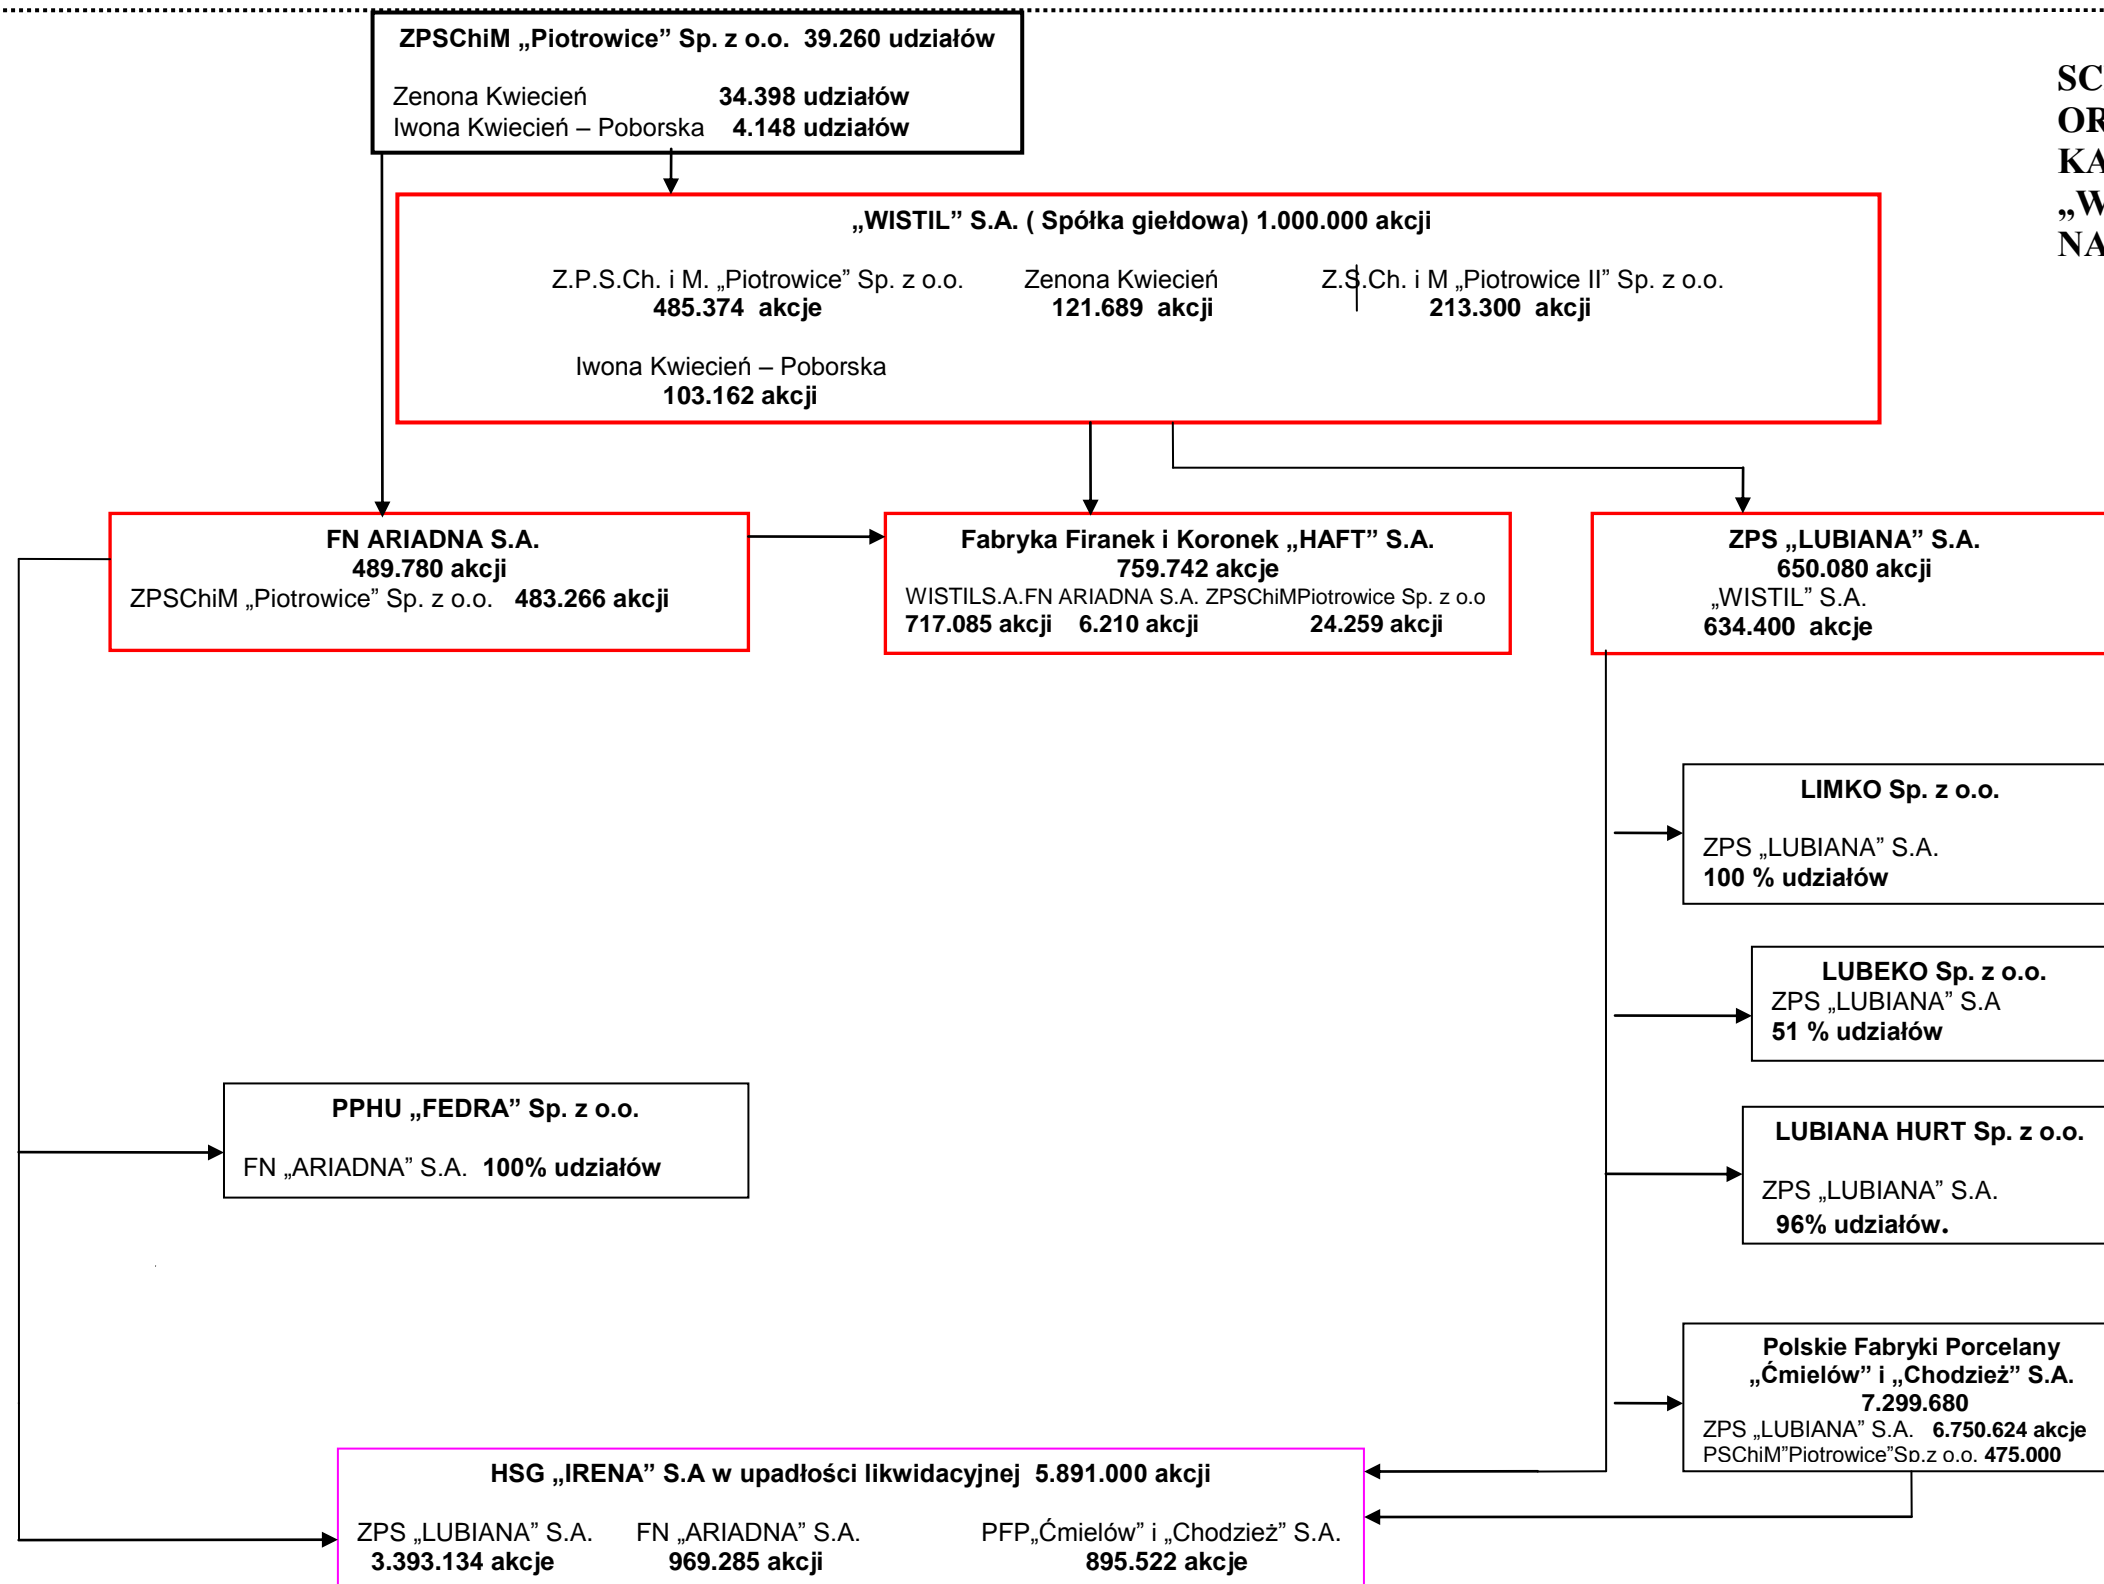 ZPSChiM „Piotrowice” Sp. z o.o. 39.260 udziałów
Zenona Kwiecień 34.398 udziałów
Iwona Kwiecień – Poborska 4.148 udziałów
SC
OR
KA
„W
NA
„WISTIL” S.A. ( Spółka giełdowa) 1.000.000 akcji
Z.P.S.Ch. i M. „Piotrowice” Sp. z o.o. Zenona Kwiecień Z.S.Ch. i M „Piotrowice II” Sp. z o.o.
485.374 akcje 121.689 akcji 213.300 akcji
Iwona Kwiecień – Poborska
103.162 akcji
FN ARIADNA S.A.
489.780 akcji
ZPSChiM „Piotrowice” Sp. z o.o. 483.266 akcji
Fabryka Firanek i Koronek „HAFT” S.A.
759.742 akcje
WISTILS.A.FN ARIADNA S.A. ZPSChiMPiotrowice Sp. z o.o
717.085 akcji 6.210 akcji 24.259 akcji
ZPS „LUBIANA” S.A.
650.080 akcji
„WISTIL” S.A.
634.400 akcje
LIMKO Sp. z o.o.
ZPS „LUBIANA” S.A.
100 % udziałów
LUBEKO Sp. z o.o.
ZPS „LUBIANA” S.A
51 % udziałów
PPHU „FEDRA” Sp. z o.o.
FN „ARIADNA” S.A. 100% udziałów
LUBIANA HURT Sp. z o.o.
ZPS „LUBIANA” S.A.
96% udziałów.
Polskie Fabryki Porcelany
„Ćmielów” i „Chodzież” S.A.
7.299.680
ZPS „LUBIANA” S.A. 6.750.624 akcje
PSChiM”Piotrowice”Sp.z o.o. 475.000
HSG „IRENA” S.A w upadłości likwidacyjnej 5.891.000 akcji
ZPS „LUBIANA” S.A. FN „ARIADNA” S.A. PFP„Ćmielów” i „Chodzież” S.A.
3.393.134 akcje 969.285 akcji 895.522 akcje